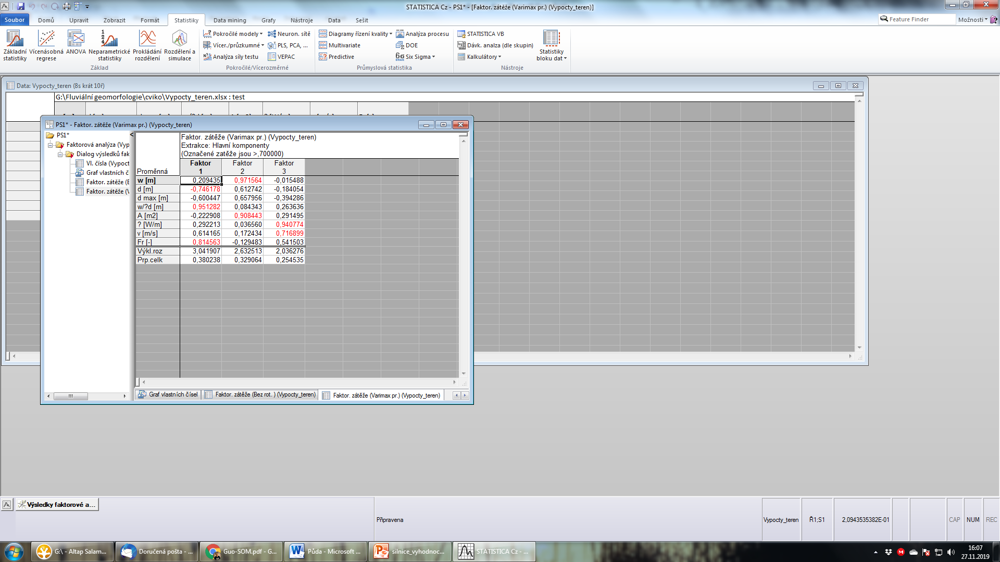 STATISTICA Cz - PS1* - [Faktor. zátěže (Varimax pr.) (Vypocty_teren)]
Soubor Domů Upravit Zobrazit Formát Statistiky Data mining Grafy Nástroje Data Sešit Feature Finder Možnosti
Základní statistiky
Vícenásobná regrese
ANOVA
Neparametrické statistiky
Prokládání rozdělení
Rozdělení a simulace
Základ
Pokročilé modely Neuron. sítě
Vícer./průzkumné PLS, PCA, ...
Analýza síly testu VEPAC
Pokročilé/Vícerozměrné
Diagramy řízení kvality Analýza procesu
Multivariate DOE
Predictive Six Sigma
Průmyslová statistika
STATISTICA VB
Dávk. analza (dle skupin)
Kalkulátory
Statistiky bloku dat
Nástroje
Data: Vypocty_teren (8s krát 10ř)
G:\Fluviální geomorfologie\cviko\Vypocty_teren.xlsx : test
PS1* - Faktor. zátěže (Varimax pr.) (Vypocty_teren)
PS1*
Faktorová analýza (Vyp
Dialog výsledků fak
Vl. čísla (Vypoct
Graf vlastních č
Faktor. zátěže (B
Faktor. zátěže (V
Faktor. zátěže (Varimax pr.) (Vypocty_teren)
Extrakce: Hlavní komponenty
(Označené zatěže jsou >,700000)
Proměnná Faktor 1 Faktor 2 Faktor 3
w [m] 0,209435 0,971564 -0,015488
d [m] -0,746178 0,612742 -0,184054
d max [m] -0,600447 0,657956 -0,394286
w/?d [m] 0,951282 0,084343 0,263636
A [m2] -0,222908 0,908443 0,291495
? [W/m] 0,292213 0,036560 0,940774
v [m/s] 0,614165 0,172434 0,716899
Fr [-] 0,814563 -0,129483 0,541503
Výkl.roz 3,041907 2,632513 2,036276
Prp.celk 0,380238 0,329064 0,254535
Graf vlastních čísel Faktor. zátěže (Bez rot. ) (Vypocty_teren) Faktor. zátěže (Varimax pr.) (Vypocty_teren)
Výsledky faktorové a...
Připravena Vypocty_teren Ř1;S1 2,0943535382E-01 CAP NUM REC
G:\ - Altap Salam... Doručená pošta - ... Guo-SOM.pdf - G... Půda - Microsoft ... silnice_vyhodnoc... STATISTICA Cz - ...
16:07
27.11.2019